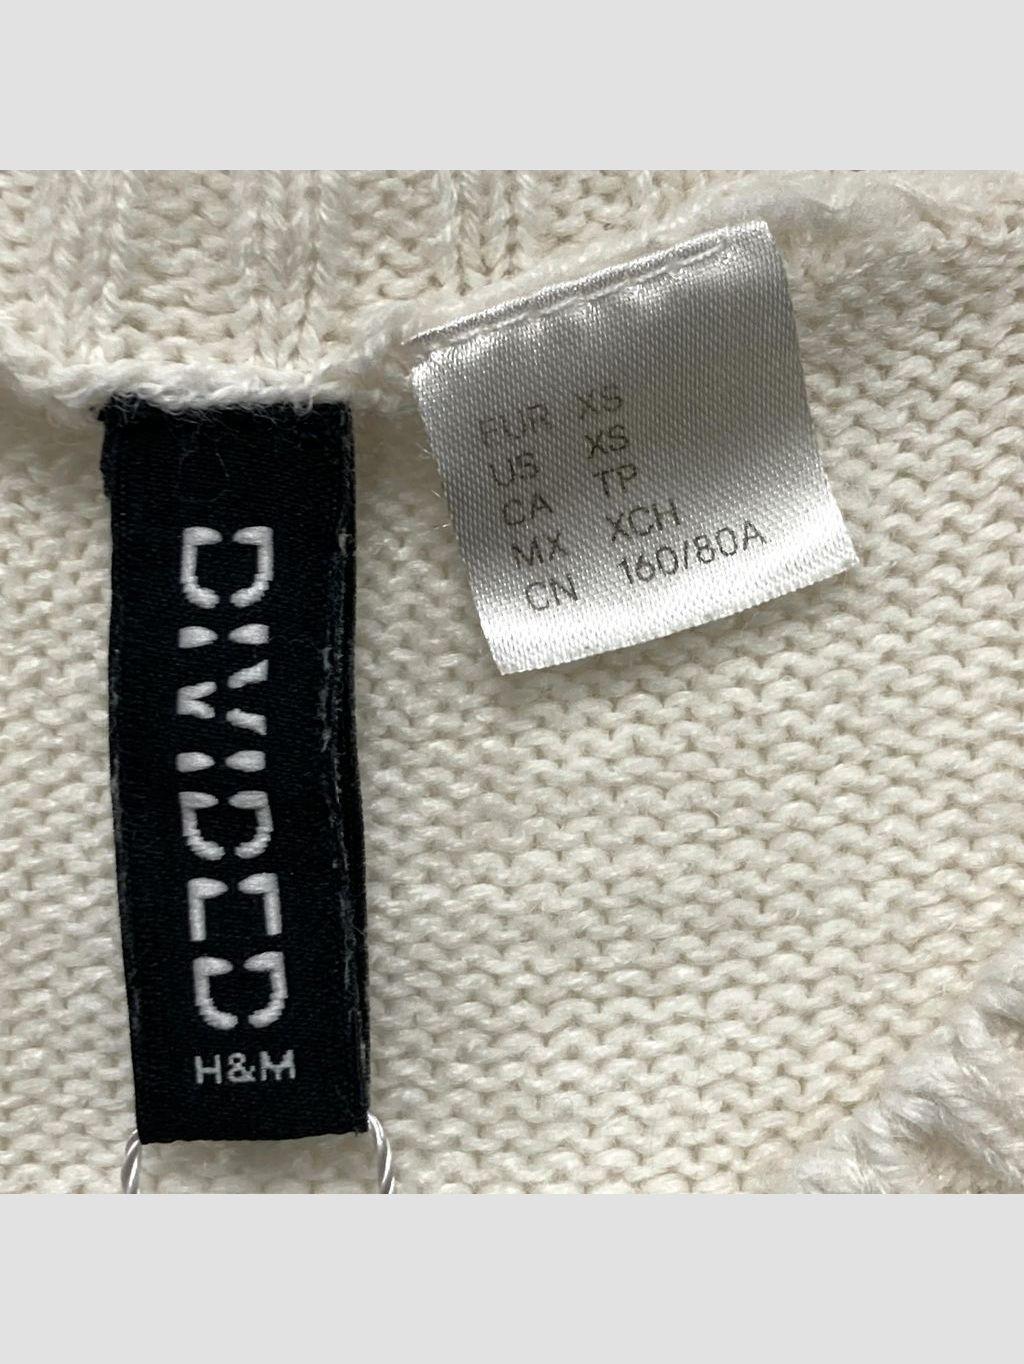 DIVIDED
H&M
EUR XS
US XS
CA TP
MX XCH
CN 160/80A